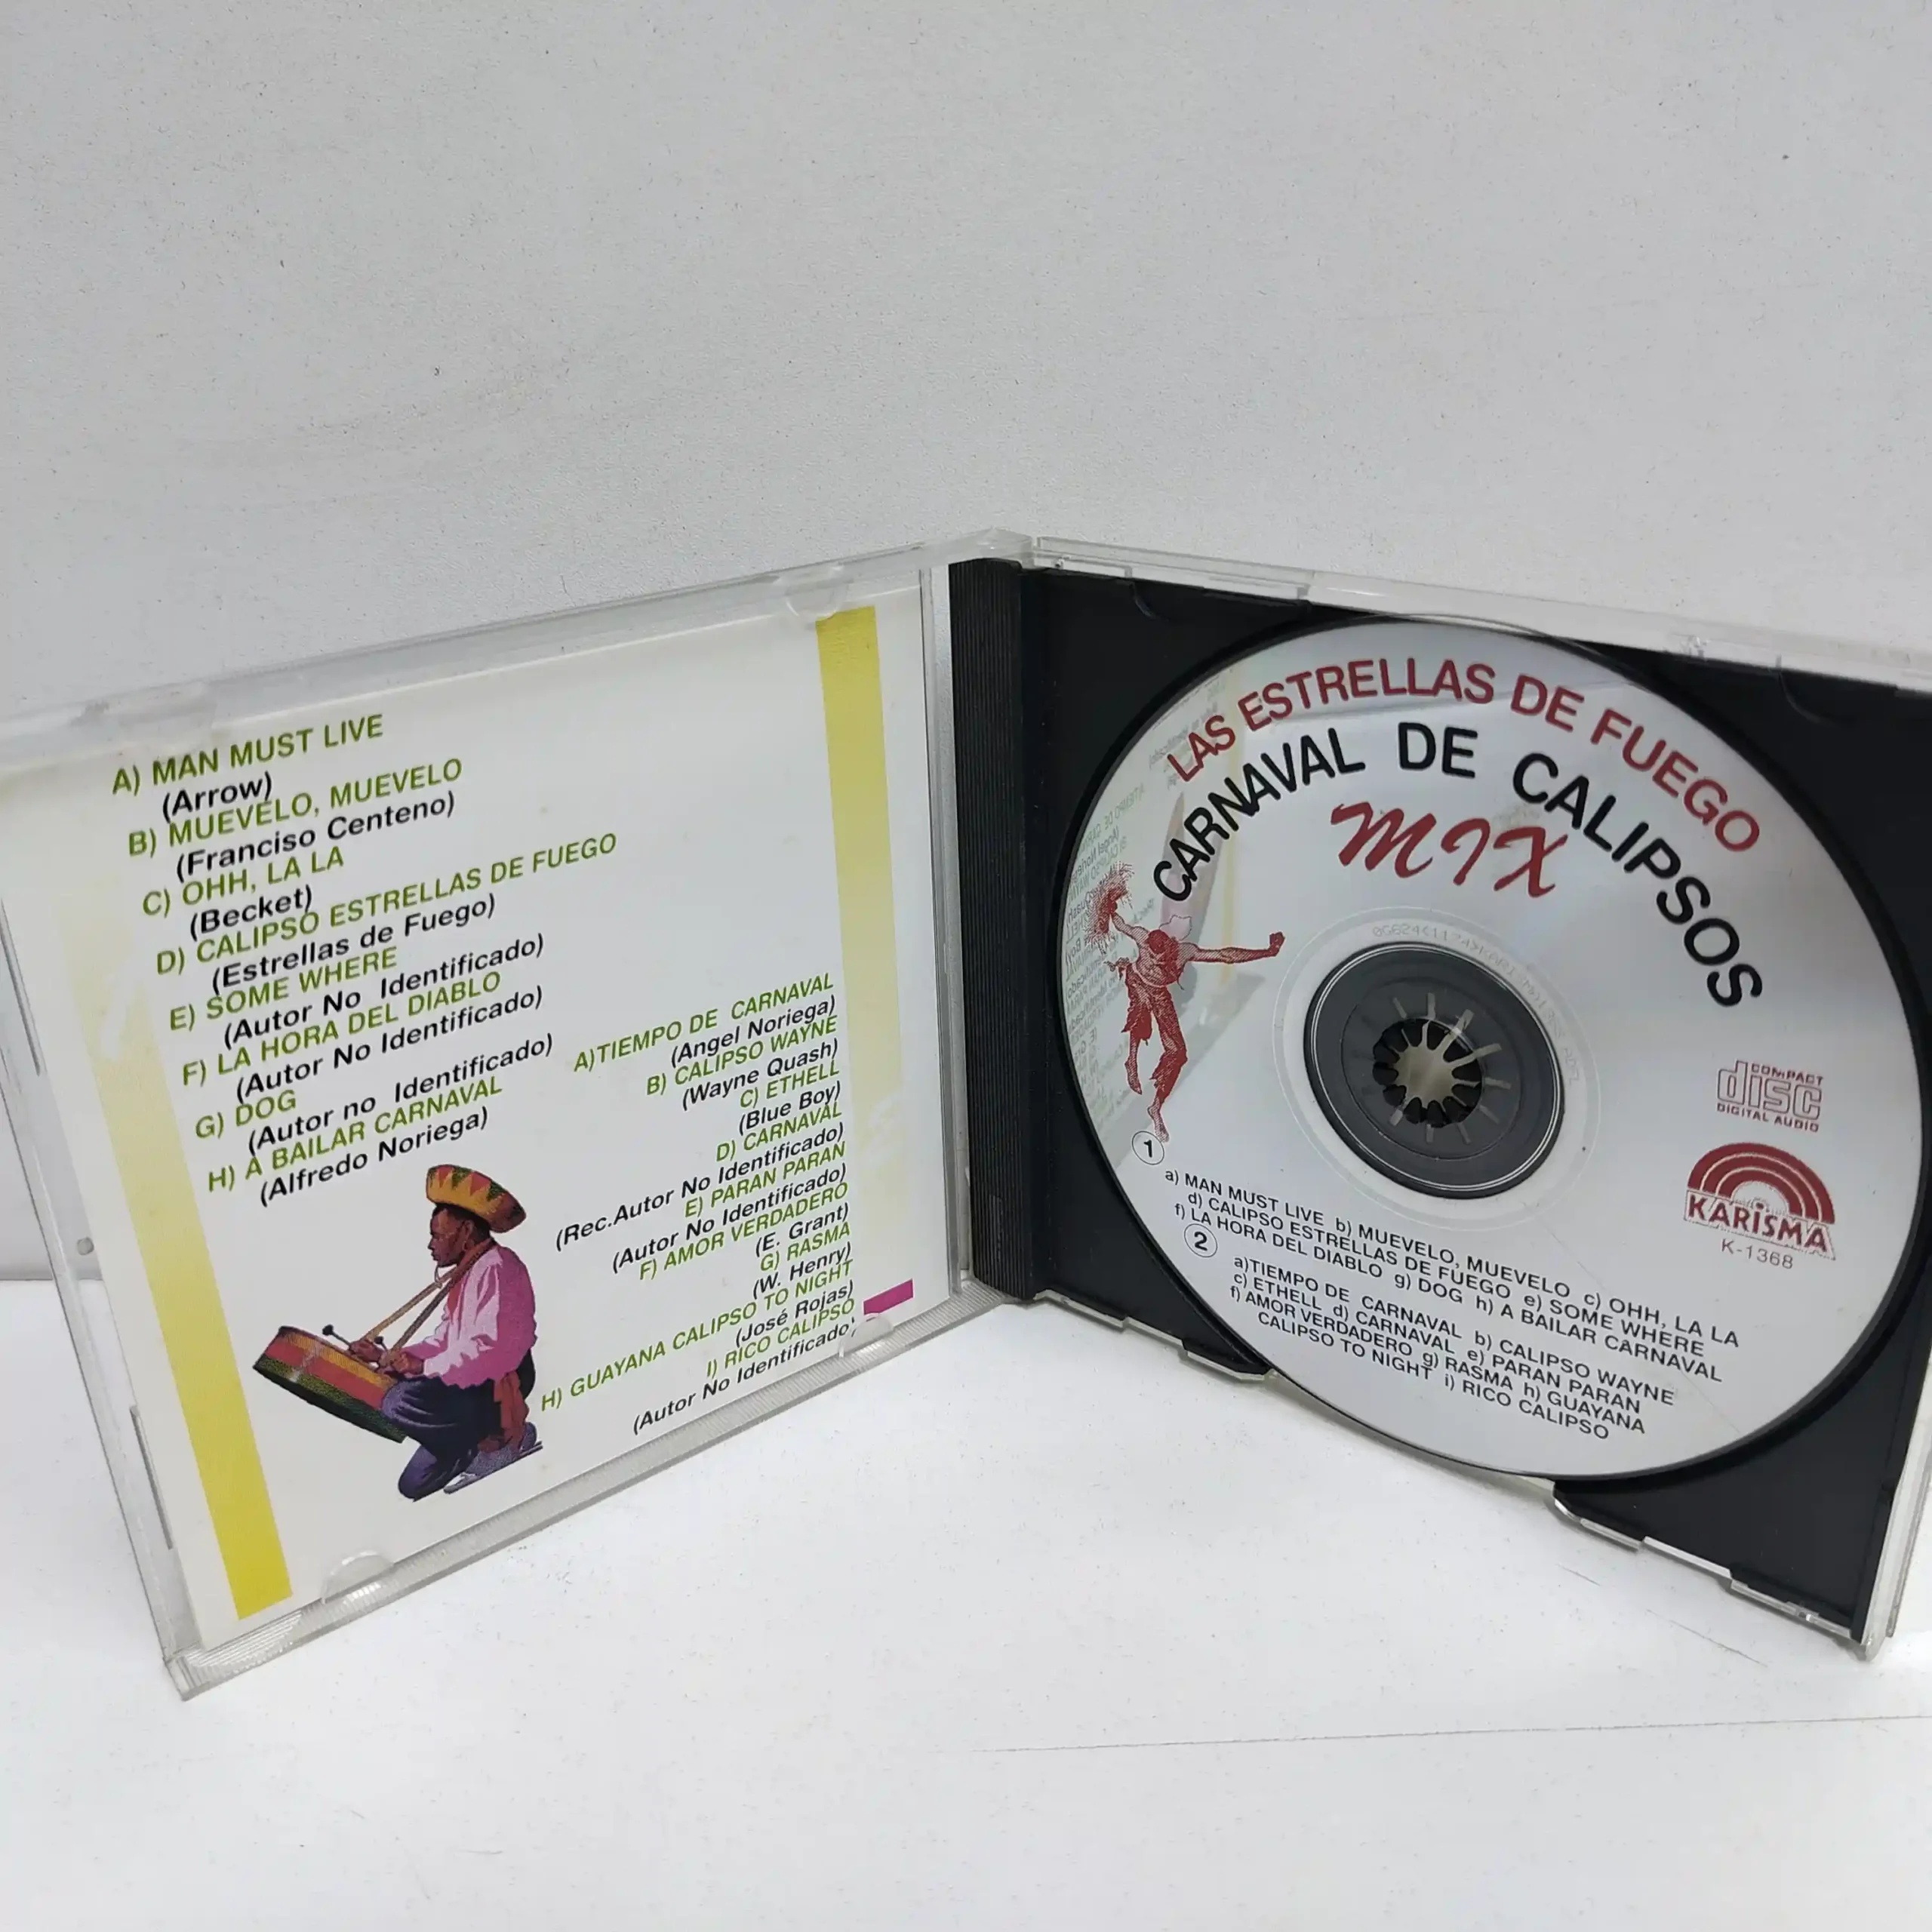 A) MAN MUST LIVE
(Arrow)
B) MUEVELO, MUEVELO
(Franciso Centeno)
C) OHH, LA LA
(Becket)
D) CALIPSO ESTRELLAS DE FUEGO
(Estrellas de Fuego)
E) SOME WHERE
(Autor No Identificado)
F) LA HORA DEL DIABLO
(Autor No Identificado)
G) DOG
(Autor no Identificado)
H) A BAILAR CARNAVAL
(Alfredo Noriega)
A)TIEMPO DE CARNAVAL
(Angel Noriega)
B) CALIPSO WAYNE
(Wayne Quash)
C) ETHELL
(Blue Boy)
D) CARNAVAL
(Rec.Autor No Identificado)
E) PARAN PARAN
(Autor No Identificado)
F) AMOR VERDADERO
(E. Grant)
G) RASMA
(W. Henry)
H) GUAYANA CALIPSO TO NIGHT
(José Rojas)
I) RICO CALIPSO
(Autor No Identificado)
LAS ESTRELLAS DE FUEGO
CARNAVAL DE CALIPSOS
MIX
COMPACT
disc
DIGITAL AUDIO
KARiSMA
K-1368
1
a) MAN MUST LIVE b) MUEVELO, MUEVELO c) OHH, LA LA
d) CALIPSO ESTRELLAS DE FUEGO e) SOME WHERE
f) LA HORA DEL DIABLO g) DOG h) A BAILAR CARNAVAL
2
a)TIEMPO DE CARNAVAL b) CALIPSO WAYNE
c) ETHELL d) CARNAVAL e) PARAN PARAN
f) AMOR VERDADERO g) RASMA h) GUAYANA
CALIPSO TO NIGHT i) RICO CALIPSO